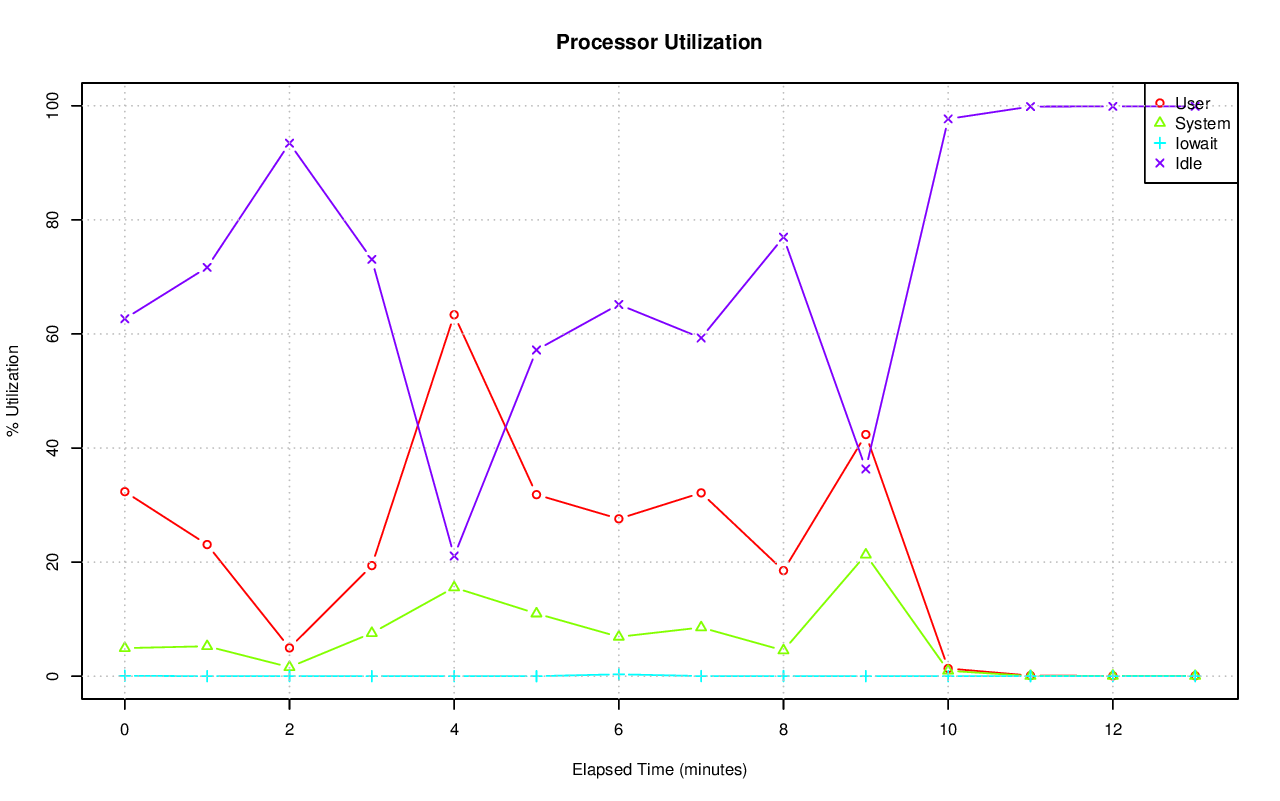 Processor Utilization
% Utilization
100
80
60
40
20
0
User
System
Iowait
Idle
0 2 4 6 8 10 12
Elapsed Time (minutes)